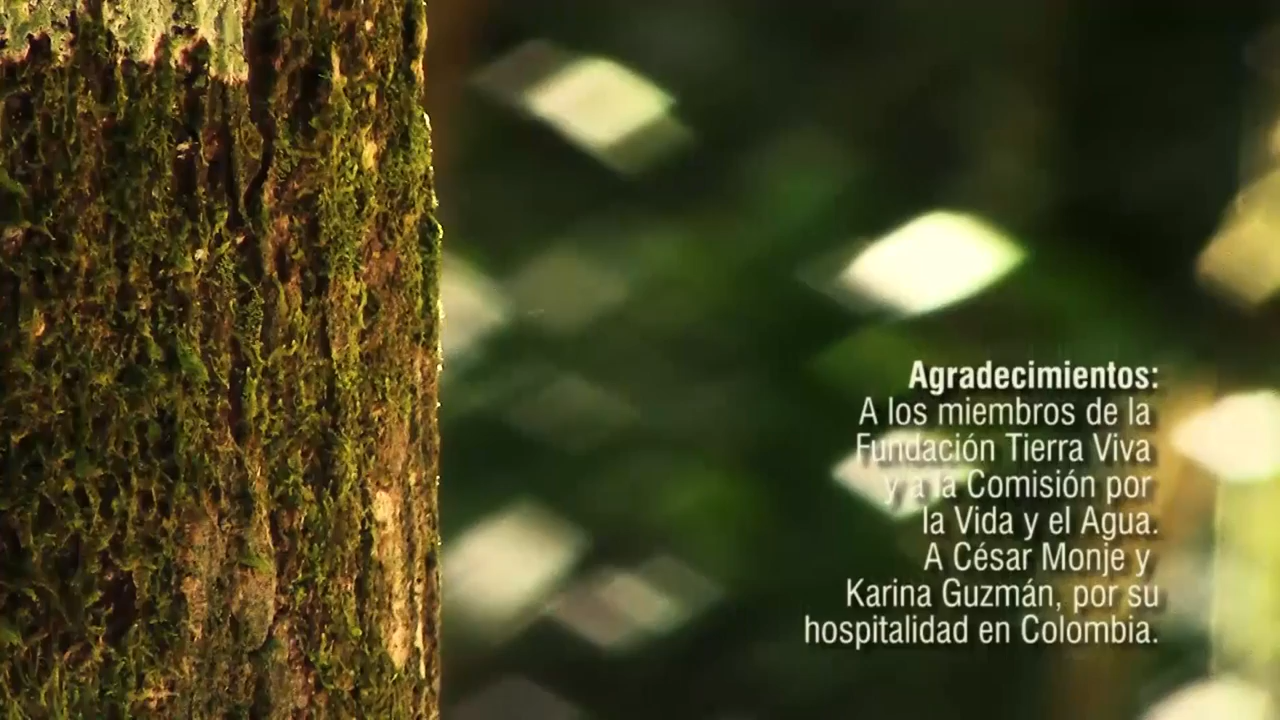 Agradecimientos:
A los miembros de la
Fundación Tierra Viva
y a la Comisión por
la Vida y el Agua.
A César Monje y
Karina Guzmán, por su
hospitalidad en Colombia.